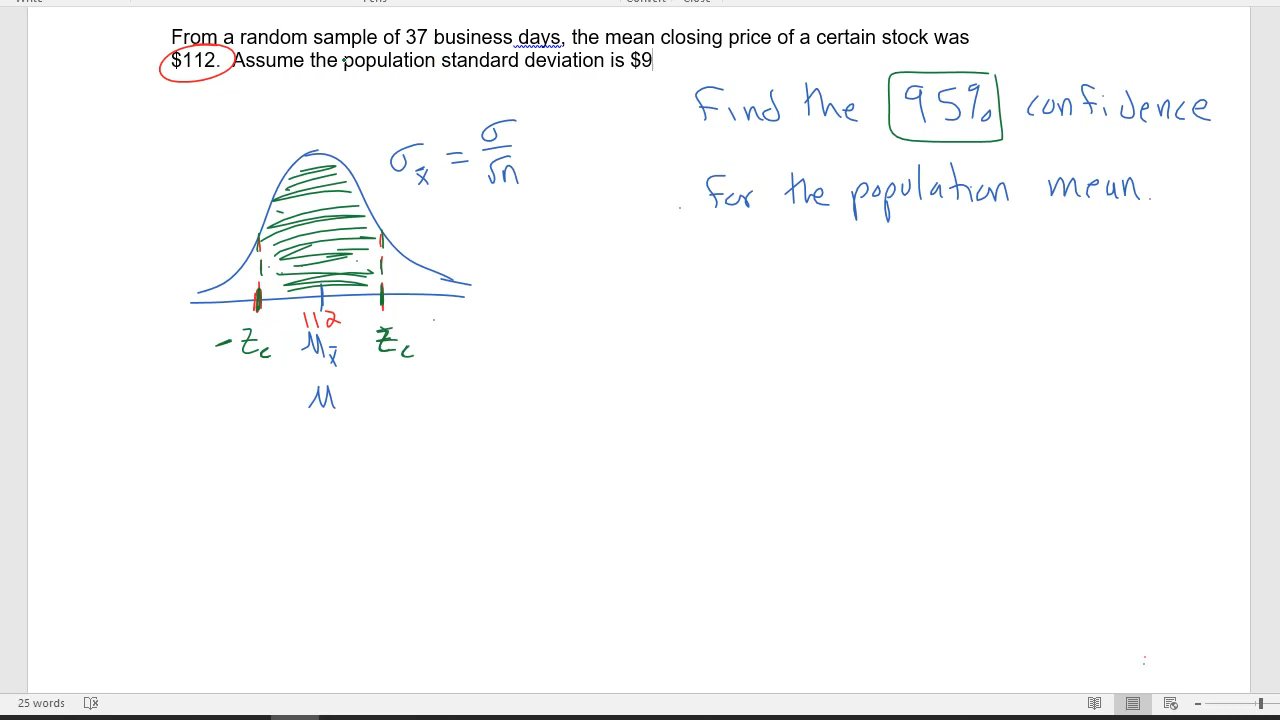 From a random sample of 37 business days, the mean closing price of a certain stock was
$112. Assume the population standard deviation is $9
Find the 95% confidence
for the population mean.
σx̄ = σ/√n
-Zc 112 Zc
μx̄
μ
25 words